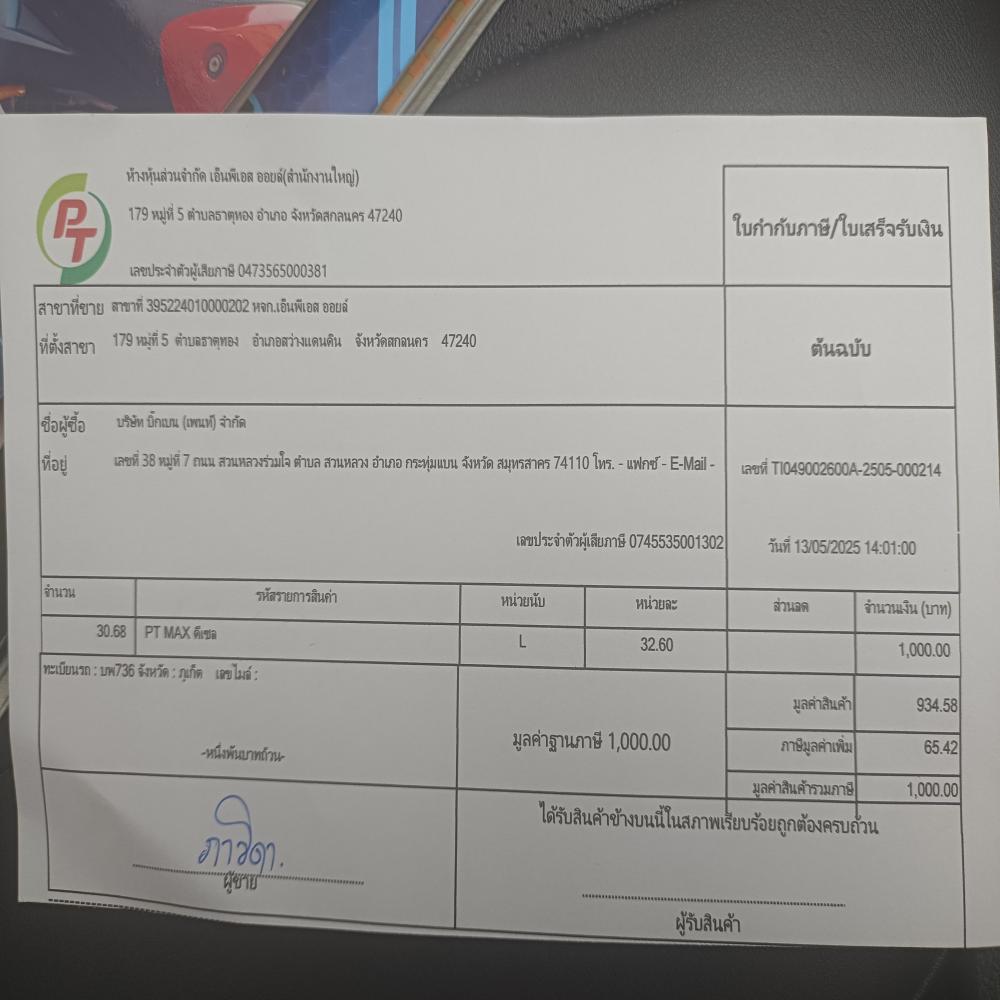 PT
ห้างหุ้นส่วนจำกัด เอ็นพีเอส ออยล์(สำนักงานใหญ่)
179 หมู่ที่ 5 ตำบลธาตุทอง อำเภอ จังหวัดสกลนคร 47240
เลขประจำตัวผู้เสียภาษี 0473565000381
ใบกำกับภาษี/ใบเสร็จรับเงิน
สาขาที่ขาย สาขาที่ 395224010000202 หจก.เอ็นพีเอส ออยล์
ที่ตั้งสาขา 179 หมู่ที่ 5 ตำบลธาตุทอง อำเภอสว่างแดนดิน จังหวัดสกลนคร 47240
ต้นฉบับ
ชื่อผู้ซื้อ บริษัท บิ๊กเบน (เพนท์) จำกัด
ที่อยู่ เลขที่ 38 หมู่ที่ 7 ถนน สวนหลวงร่วมใจ ตำบล สวนหลวง อำเภอ กระทุ่มแบน จังหวัด สมุทรสาคร 74110 โทร. - แฟกซ์ - E-Mail -
เลขประจำตัวผู้เสียภาษี 0745535001302
เลขที่ TI049002600A-2505-000214
วันที่ 13/05/2025 14:01:00
จำนวน รหัสรายการสินค้า หน่วยนับ หน่วยละ ส่วนลด จำนวนเงิน (บาท)
30.68 PT MAX ดีเซล L 32.60 1,000.00
ทะเบียนรถ : บพ736 จังหวัด : ภูเก็ต เลขไมล์ :
-หนึ่งพันบาทถ้วน-
มูลค่าฐานภาษี 1,000.00
มูลค่าสินค้า 934.58
ภาษีมูลค่าเพิ่ม 65.42
มูลค่าสินค้ารวมภาษี 1,000.00
ภาวิดา.
ผู้ขาย
ได้รับสินค้าข้างบนนี้ในสภาพเรียบร้อยถูกต้องครบถ้วน
ผู้รับสินค้า